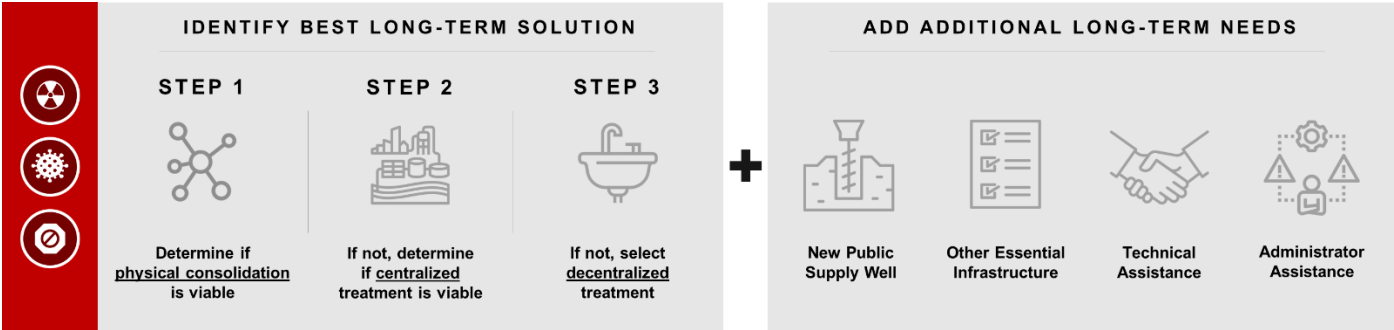 IDENTIFY BEST LONG-TERM SOLUTION
STEP 1
Determine if
physical consolidation
is viable
STEP 2
If not, determine
if centralized
treatment is viable
STEP 3
If not, select
decentralized
treatment
+
ADD ADDITIONAL LONG-TERM NEEDS
New Public
Supply Well
Other Essential
Infrastructure
Technical
Assistance
Administrator
Assistance